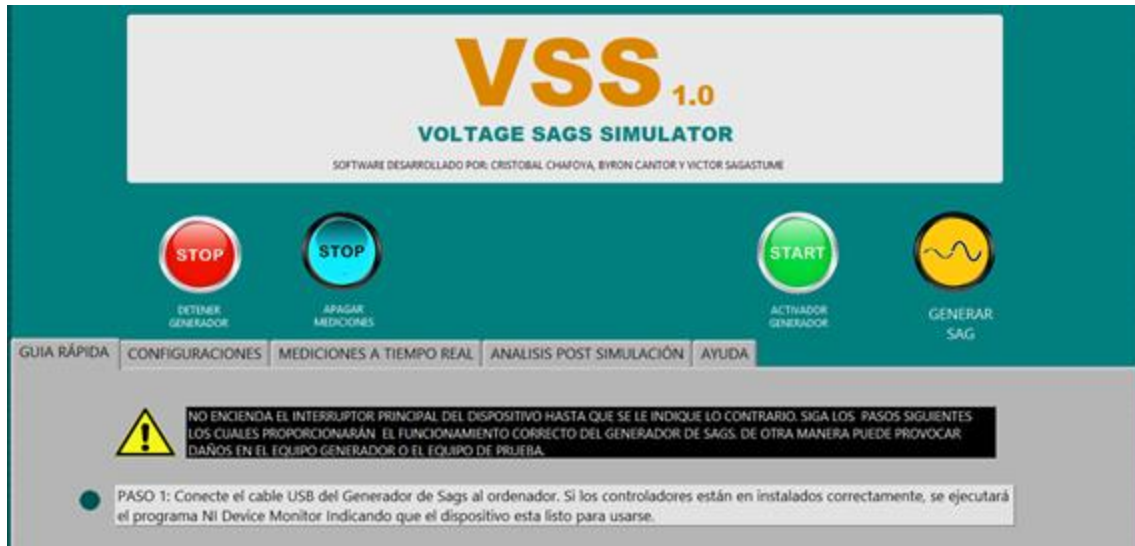 VSS 1.0
VOLTAGE SAGS SIMULATOR
SOFTWARE DESARROLLADO POR: CRISTOBAL CHAFOYA, BYRON CANTOR Y VICTOR SAGASTUME
STOP
STOP
START
DETENER
GENERADOR
APAGAR
MEDICIONES
ACTIVADOR
GENERADOR
GENERAR
SAG
GUIA RÁPIDA
CONFIGURACIONES
MEDICIONES A TIEMPO REAL
ANALISIS POST SIMULACIÓN
AYUDA
NO ENCIENDA EL INTERRUPTOR PRINCIPAL DEL DISPOSITIVO HASTA QUE SE LE INDIQUE LO CONTRARIO. SIGA LOS PASOS SIGUIENTES
LOS CUALES PROPORCIONARÁN EL FUNCIONAMIENTO CORRECTO DEL GENERADOR DE SAGS. DE OTRA MANERA PUEDE PROVOCAR
DAÑOS EN EL EQUIPO GENERADOR O EL EQUIPO DE PRUEBA.
PASO 1: Conecte el cable USB del Generador de Sags al ordenador. Si los controladores están en instalados correctamente, se ejecutará
el programa NI Device Monitor Indicando que el dispositivo esta listo para usarse.